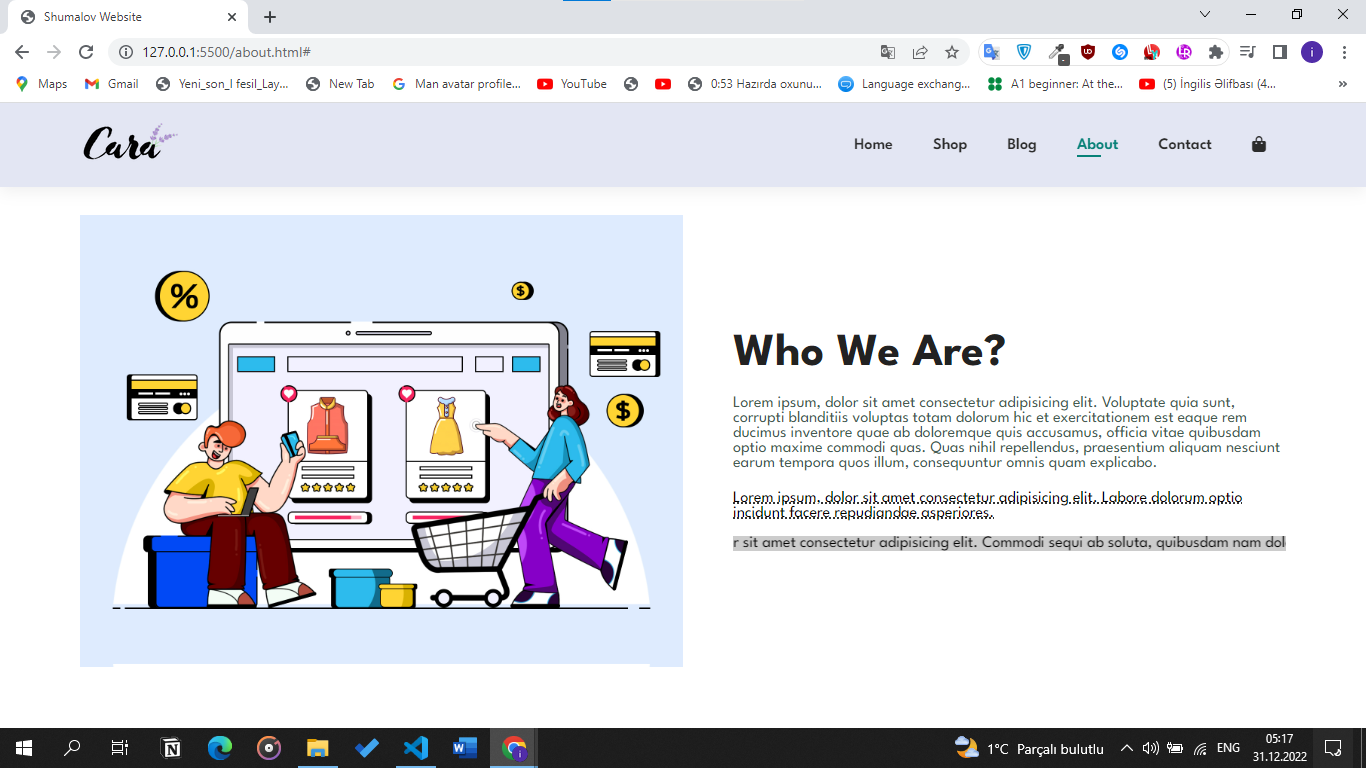 Shumalov Website
127.0.0.1:5500/about.html#
i
Maps
Gmail
Yeni_son_I fesil_Lay...
New Tab
Man avatar profile...
YouTube
0:53 Hazırda oxunu...
Language exchang...
A1 beginner: At the...
(5) İngilis Əlifbası (4...
»
Cara
Home
Shop
Blog
About
Contact
%
$
$
Who We Are?
Lorem ipsum, dolor sit amet consectetur adipisicing elit. Voluptate quia sunt,
corrupti blanditiis voluptas totam dolorum hic et exercitationem est eaque rem
ducimus inventore quae ab doloremque quis accusamus, officia vitae quibusdam
optio maxime commodi quas. Quas nihil repellendus, praesentium aliquam nesciunt
earum tempora quos illum, consequuntur omnis quam explicabo.
Lorem ipsum, dolor sit amet consectetur adipisicing elit. Labore dolorum optio
incidunt facere repudiandae asperiores.
r sit amet consectetur adipisicing elit. Commodi sequi ab soluta, quibusdam nam dol
1°C Parçalı bulutlu
ENG
05:17
31.12.2022